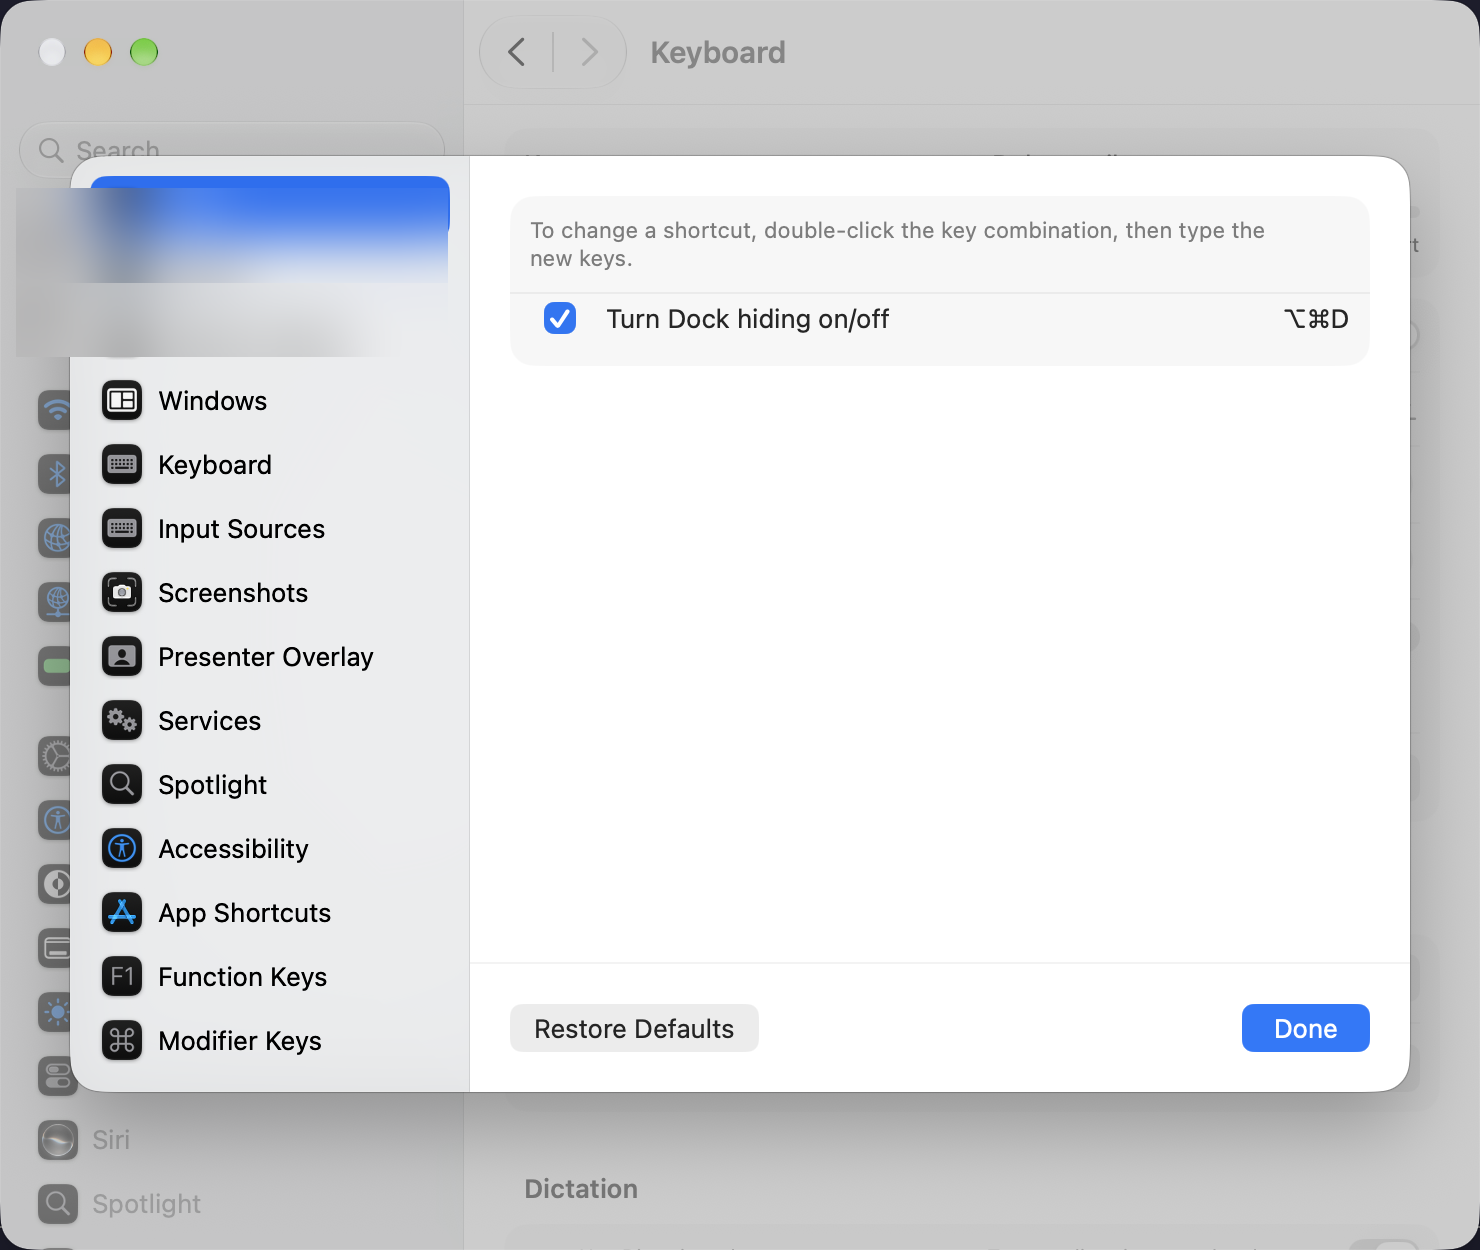 Keyboard
Search
To change a shortcut, double-click the key combination, then type the
new keys.
Turn Dock hiding on/off
⌥⌘D
Windows
Keyboard
Input Sources
Screenshots
Presenter Overlay
Services
Spotlight
Accessibility
App Shortcuts
F1 Function Keys
Modifier Keys
Restore Defaults
Done
Siri
Spotlight
Dictation